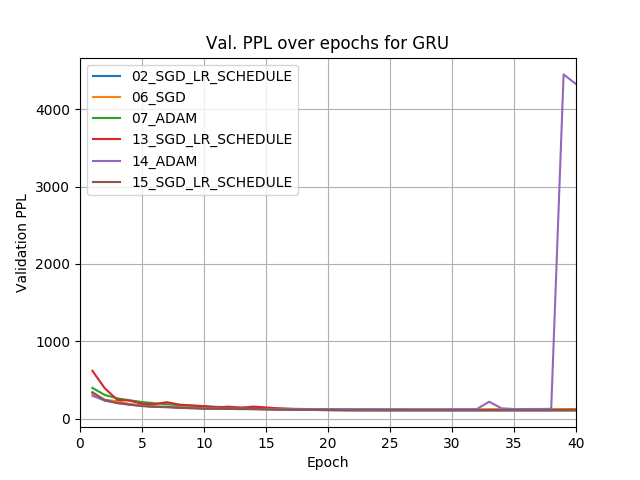 Val. PPL over epochs for GRU
02_SGD_LR_SCHEDULE
06_SGD
07_ADAM
13_SGD_LR_SCHEDULE
14_ADAM
15_SGD_LR_SCHEDULE
4000
3000
2000
1000
0
Validation PPL
0 5 10 15 20 25 30 35 40
Epoch